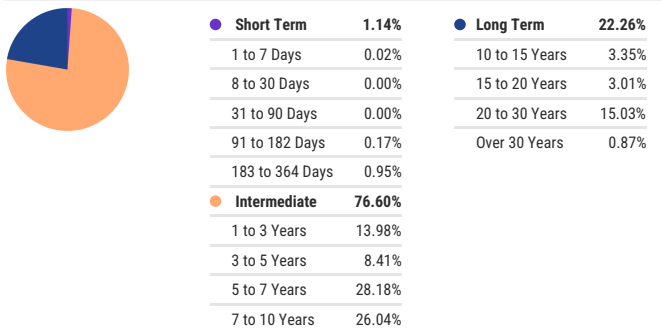 Short Term 1.14%
1 to 7 Days 0.02%
8 to 30 Days 0.00%
31 to 90 Days 0.00%
91 to 182 Days 0.17%
183 to 364 Days 0.95%
Intermediate 76.60%
1 to 3 Years 13.98%
3 to 5 Years 8.41%
5 to 7 Years 28.18%
7 to 10 Years 26.04%
Long Term 22.26%
10 to 15 Years 3.35%
15 to 20 Years 3.01%
20 to 30 Years 15.03%
Over 30 Years 0.87%